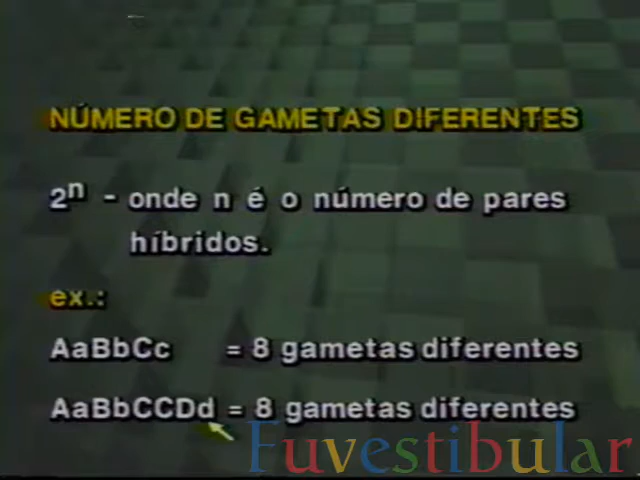 NÚMERO DE GAMETAS DIFERENTES
2ⁿ - onde n é o número de pares
híbridos.
ex.:
AaBbCc = 8 gametas diferentes
AaBbCCDd = 8 gametas diferentes
Fuvestibular